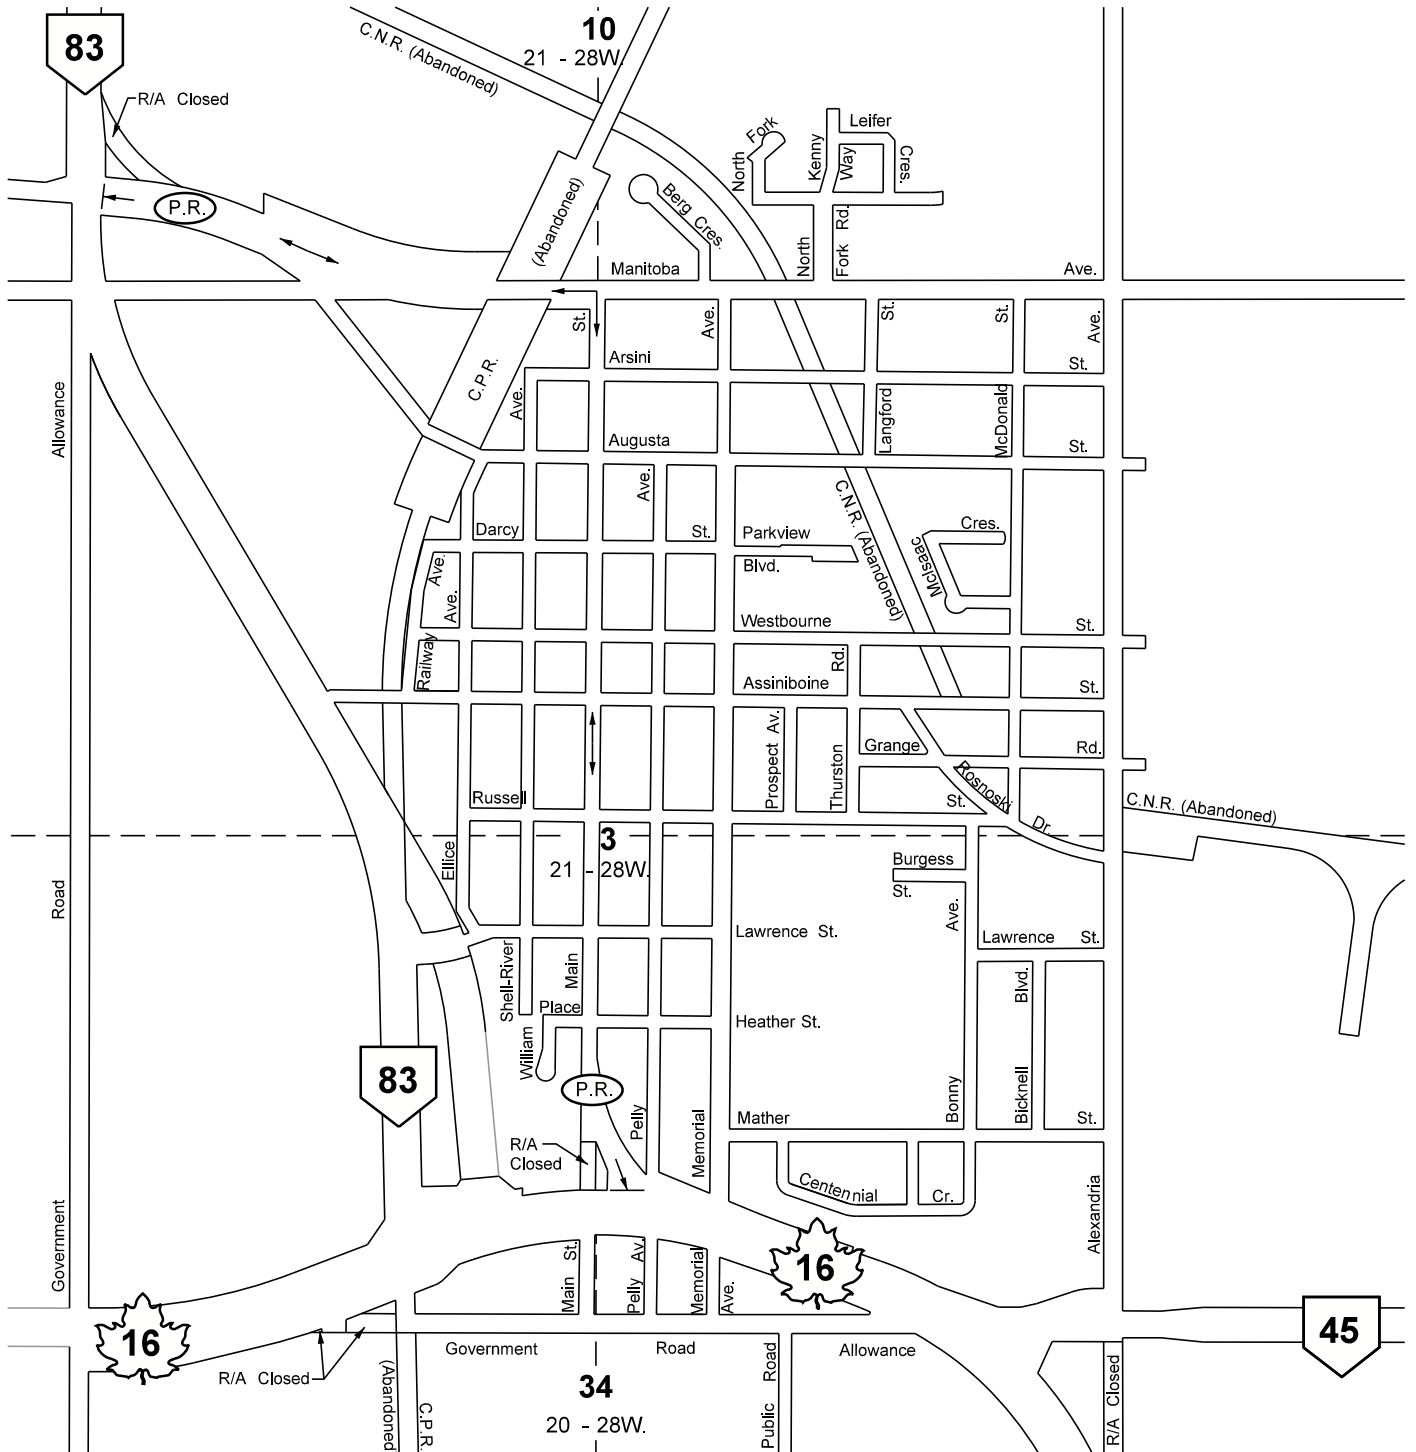 83
10
21 - 28W.
C.N.R. (Abandoned)
R/A Closed
P.R.
(Abandoned)
C.P.R.
Berg Cres.
North Fork
Kenny Way
Leifer
Cres.
North Fork Rd.
Manitoba Ave.
St.
Ave.
St.
St.
Ave.
Arsini St.
Ave.
Langford
McDonald
Augusta St.
Allowance
Ave.
C.N.R. (Abandoned)
Darcy St.
Parkview
Blvd.
Cres.
McIsaac
Ave.
Ave.
Railway
Westbourne St.
Rd.
Assiniboine St.
Prospect Av.
Thurston
Grange Rd.
Rosnoski
Dr.
Russell St.
C.N.R. (Abandoned)
3
21 - 28W.
Ellice
Burgess
St.
Road
Ave.
Lawrence St.
Lawrence St.
Shell-River
Main
Place
William
Blvd.
Heather St.
83
P.R.
Bicknell
Bonny
Pelly
Memorial
Mather St.
R/A
Closed
Centennial Cr.
Alexandria
Government
16
Main St.
Pelly Av.
Memorial
Ave.
16
45
R/A Closed
Government Road Allowance
34
20 - 28W.
(Abandoned)
C.P.R.
Public Road
R/A Closed